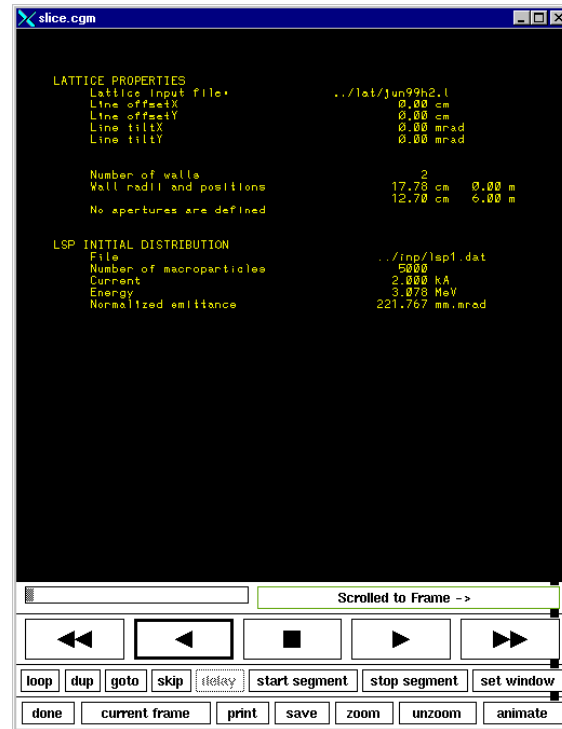 slice.cgm
LATTICE PROPERTIES
Lattice input file: ../lat/jun99h2.l
Line offsetX 0.00 cm
Line offsetY 0.00 cm
Line tiltX 0.00 mrad
Line tiltY 0.00 mrad
Number of walls 2
Wall radii and positions 17.78 cm 0.00 m
12.70 cm 6.00 m
No apertures are defined
LSP INITIAL DISTRIBUTION
File ../inp/lsp1.dat
Number of macroparticles 5000
Current 2.000 kA
Energy 3.078 MeV
Normalized emittance 221.767 mm.mrad
Scrolled to Frame ->
loop dup goto skip delay start segment stop segment set window
done current frame print save zoom unzoom animate